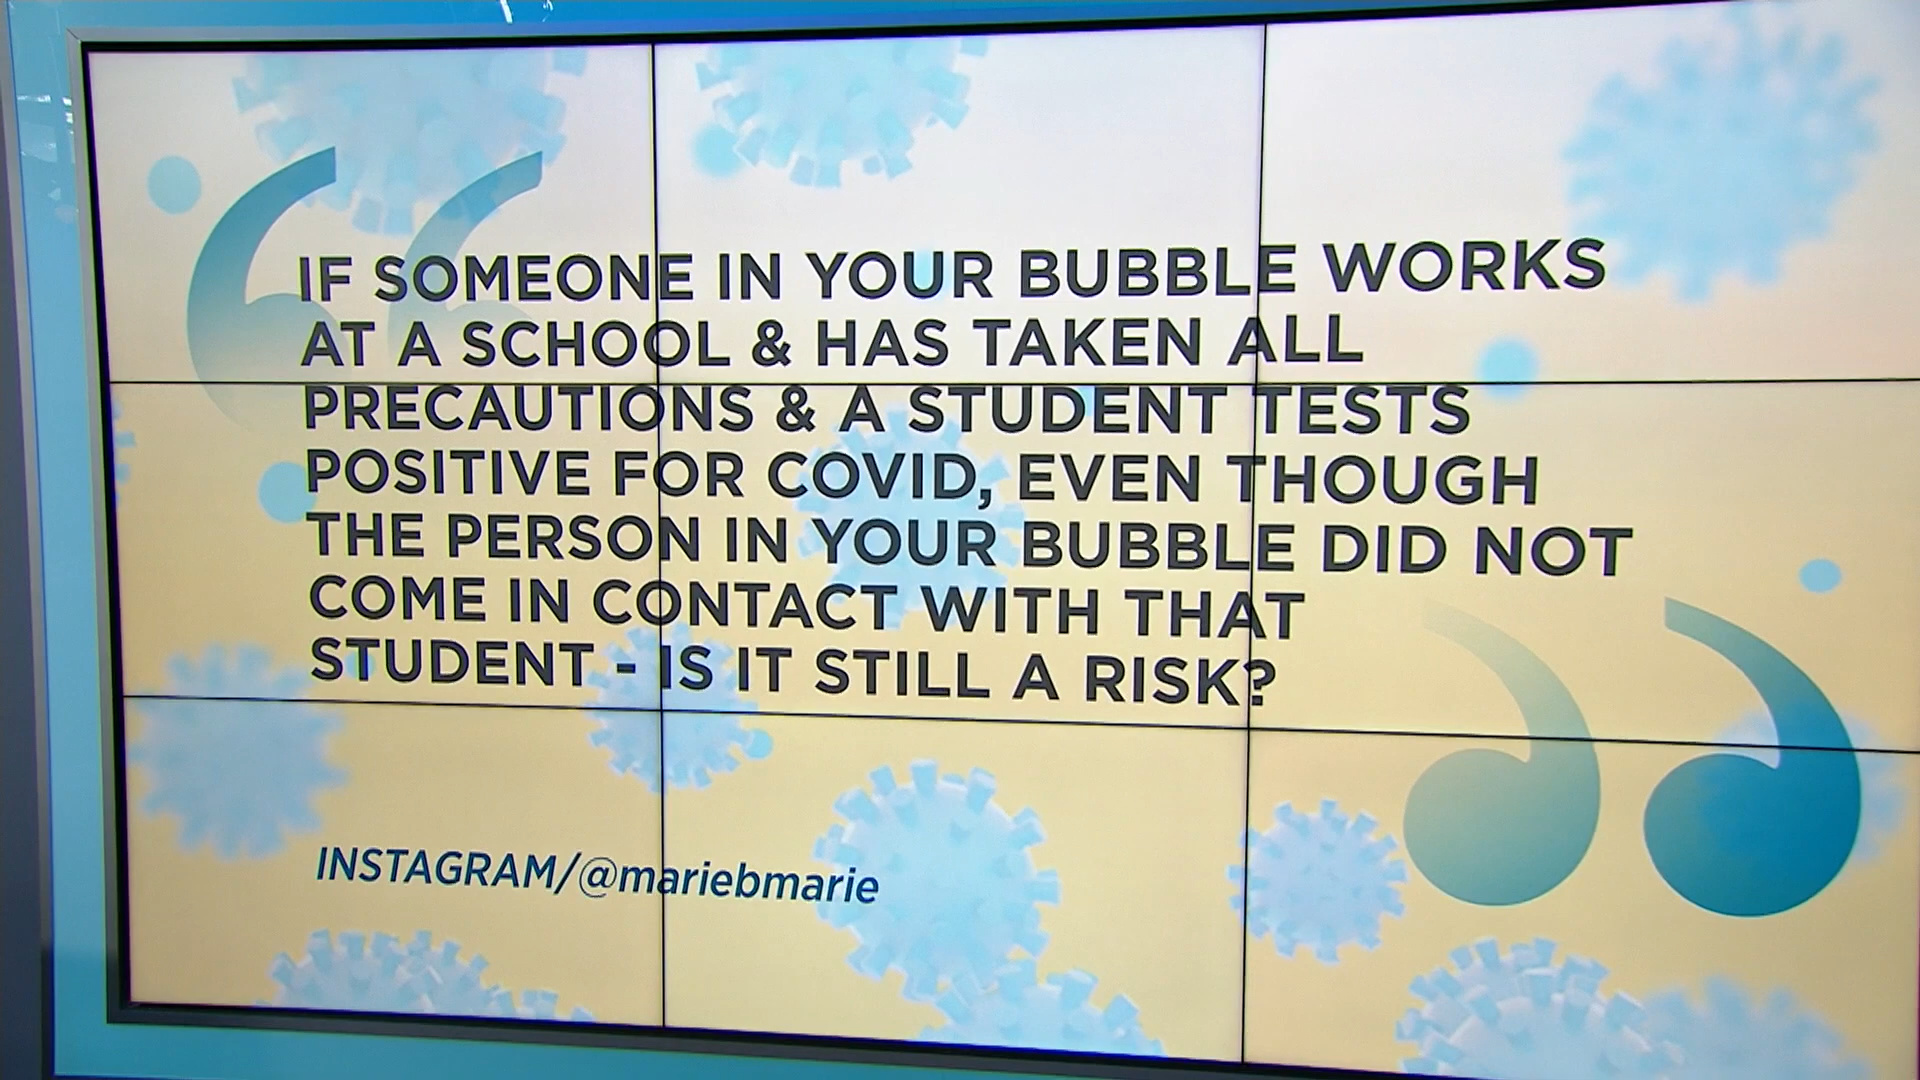 IF SOMEONE IN YOUR BUBBLE WORKS
AT A SCHOOL & HAS TAKEN ALL
PRECAUTIONS & A STUDENT TESTS
POSITIVE FOR COVID, EVEN THOUGH
THE PERSON IN YOUR BUBBLE DID NOT
COME IN CONTACT WITH THAT
STUDENT - IS IT STILL A RISK?
INSTAGRAM/@mariebmarie